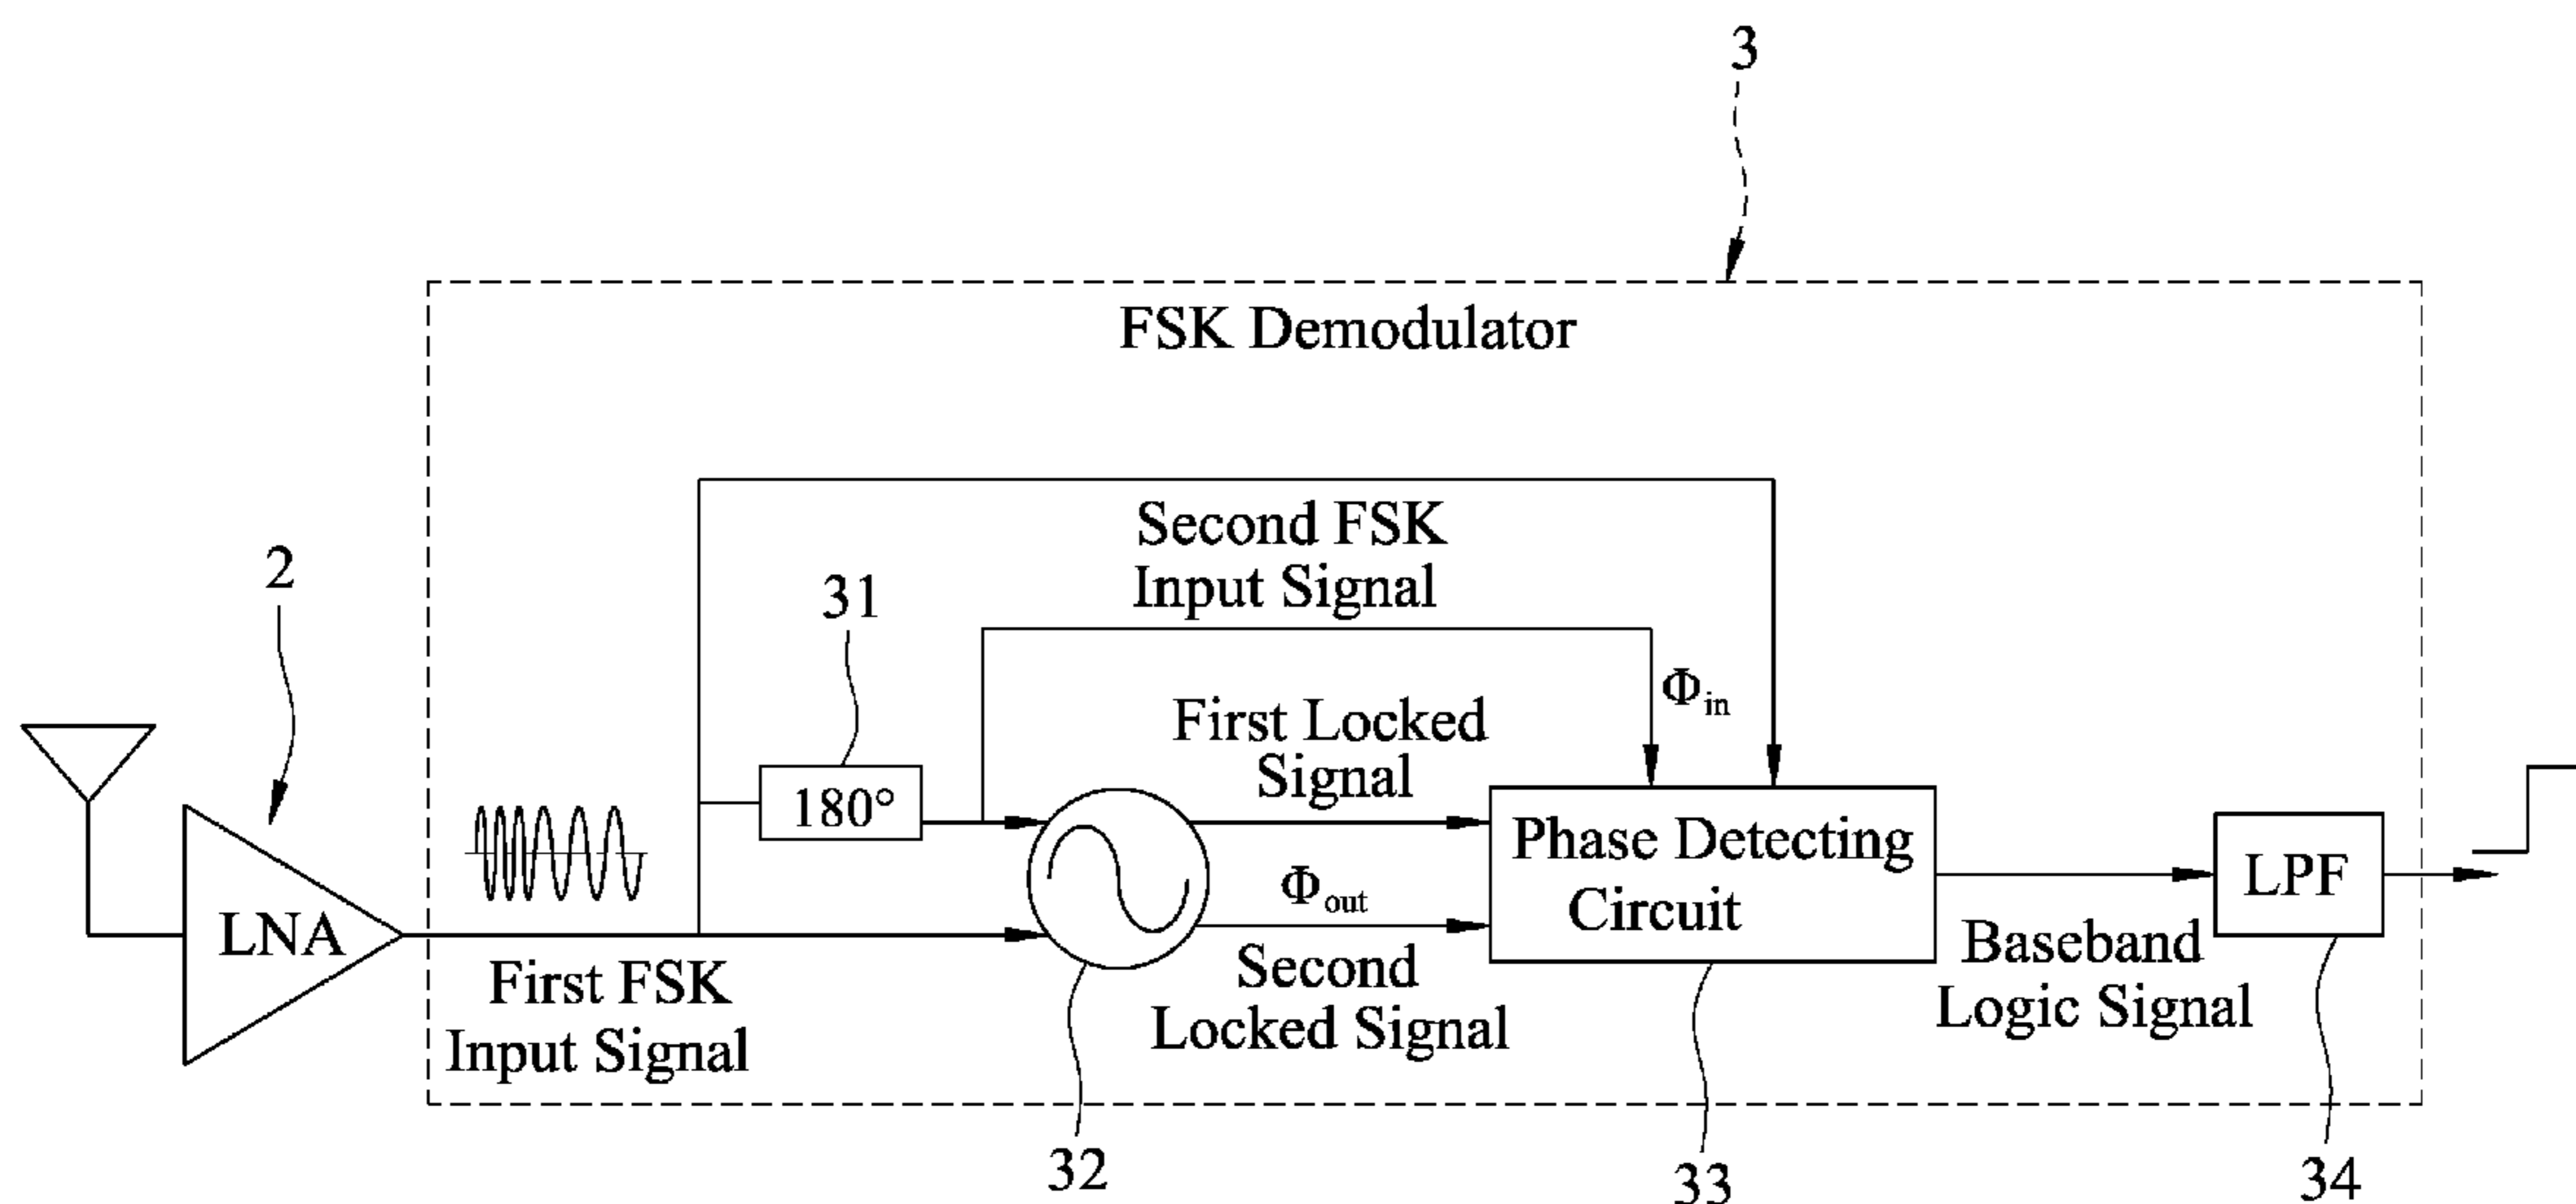 3
FSK Demodulator
Second FSK
Input Signal
2
31
Φin
First Locked
Signal
180°
Phase Detecting
Circuit
LPF
LNA
Φout
First FSK
Input Signal
Second
Locked Signal
Baseband
Logic Signal
32
33
34